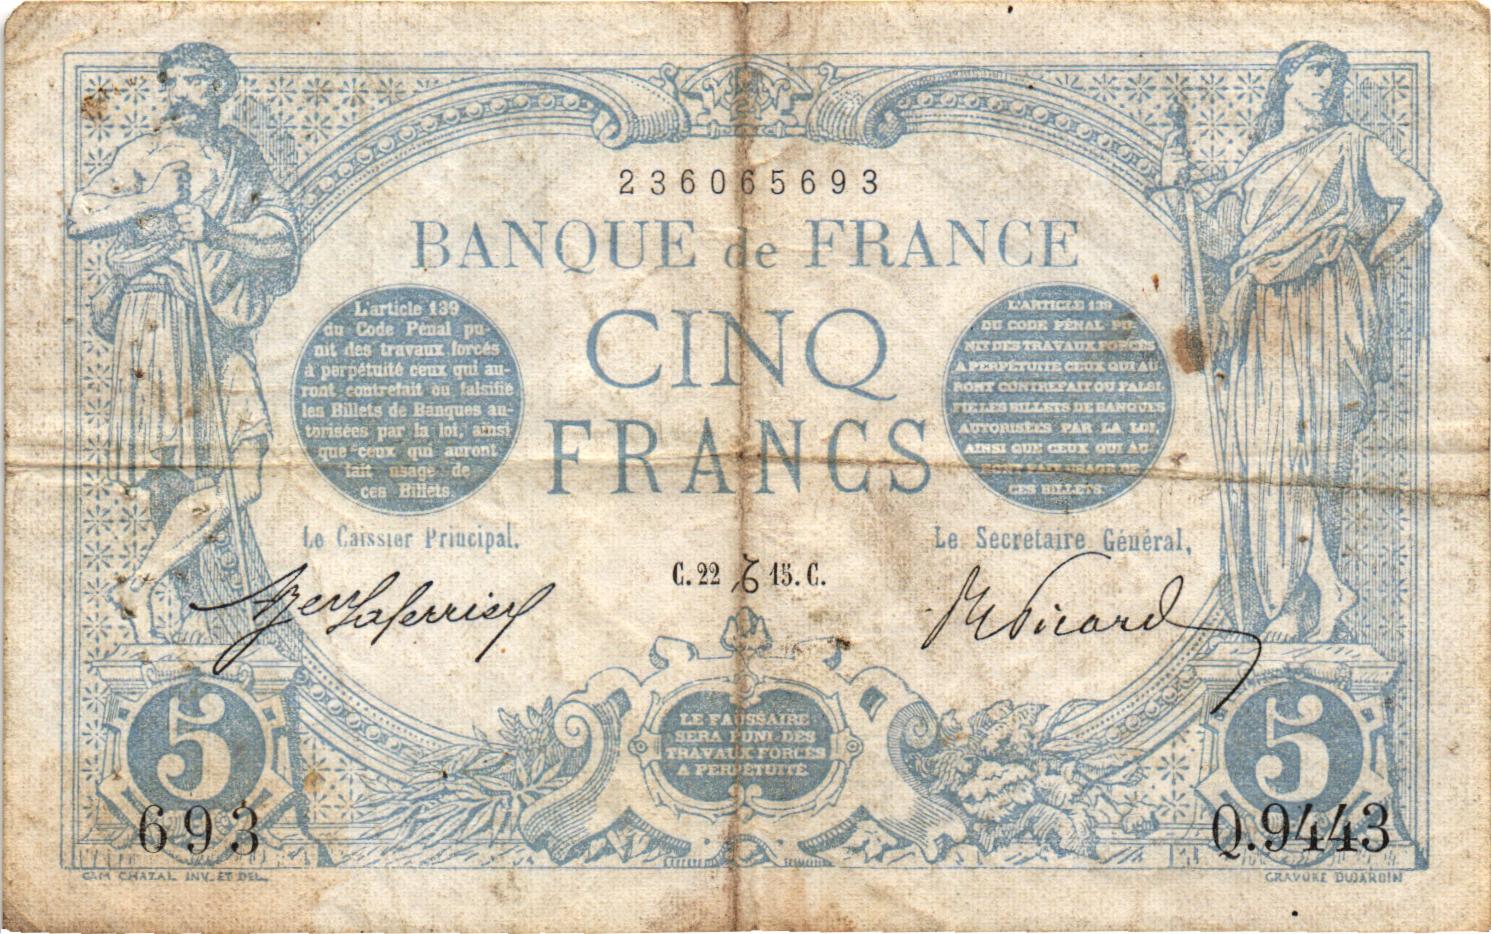 236065693
BANQUE de FRANCE
CINQ
FRANCS
L'article 139
du Code Pénal pu-
nit des travaux forcés
à perpétuité ceux qui au-
ront contrefait ou falsifié
les Billets de Banques au-
torisées par la loi, ainsi
que ceux qui auront
fait usage de
ces Billets.
L'ARTICLE 139
DU CODE PÉNAL PU-
NIT DES TRAVAUX FORCÉS
A PERPÉTUITÉ CEUX QUI AU
RONT CONTREFAIT OU FALSI-
FIÉ LES BILLETS DE BANQUES
AUTORISÉES PAR LA LOI,
AINSI QUE CEUX QUI AU-
RONT FAIT USAGE DE
CES BILLETS.
Le Caissier Principal.
Le Secrétaire Général,
C. 22 15. C.
Picard
5
5
LE FAUSSAIRE
SERA PUNI DES
TRAVAUX FORCÉS
A PERPÉTUITÉ
693
Q.9443
CAM CHAZAL INV. ET DEL.
GRAVURE DUJARDIN